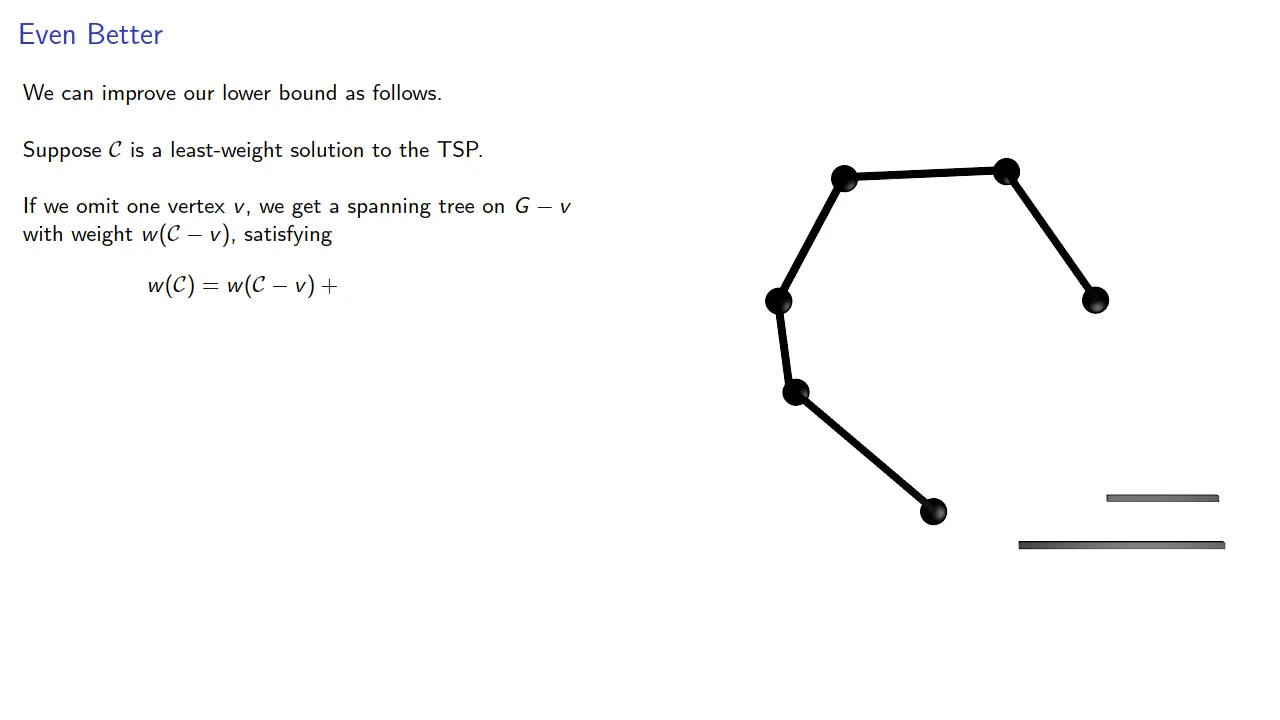 Even Better
We can improve our lower bound as follows.
Suppose 𝒞 is a least-weight solution to the TSP.
If we omit one vertex v, we get a spanning tree on G − v
with weight w(𝒞 − v), satisfying
w(𝒞) = w(𝒞 − v) +